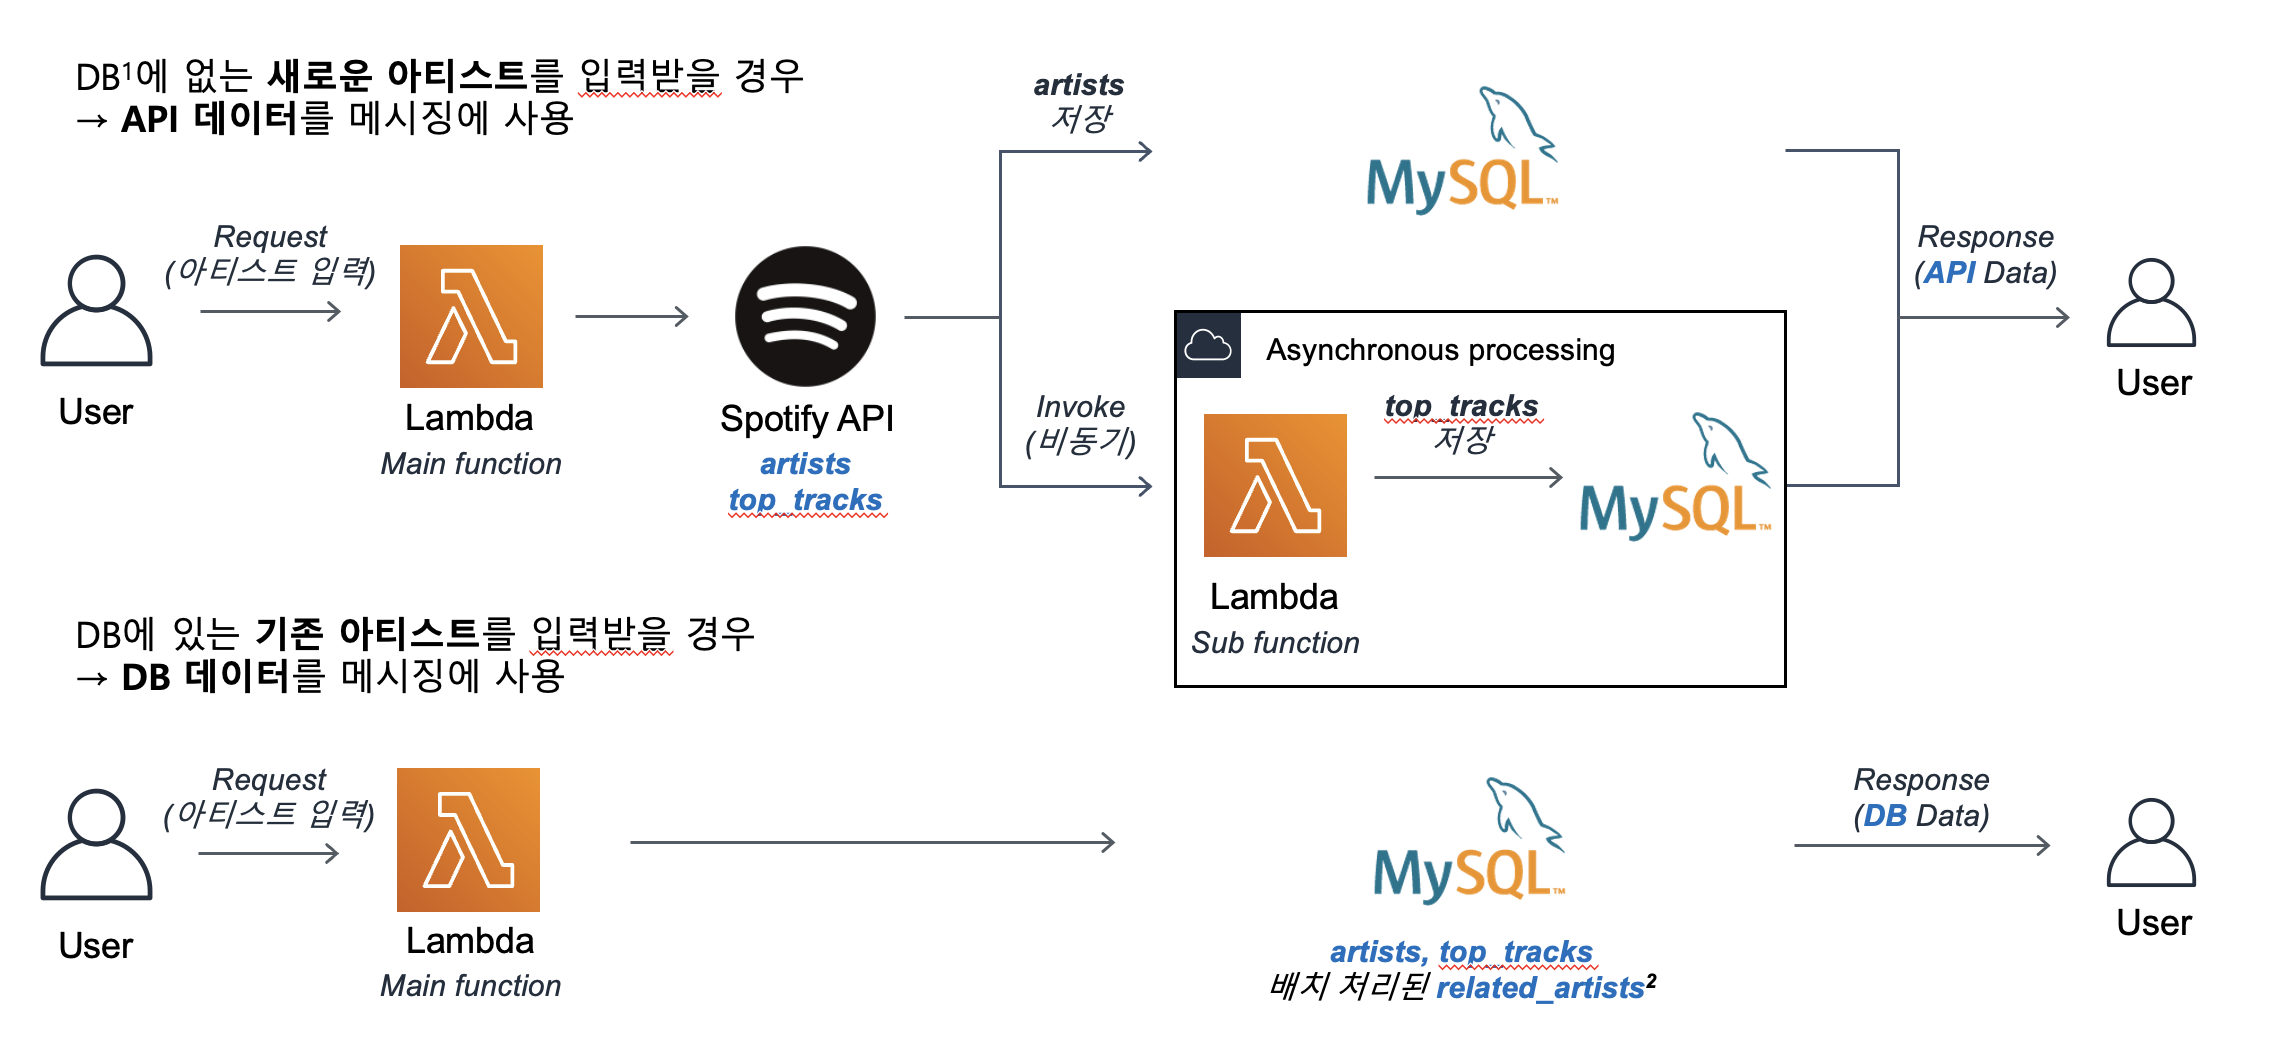 DB¹에 없는 새로운 아티스트를 입력받을 경우
→ API 데이터를 메시징에 사용
Request
(아티스트 입력)
User
Lambda
Main function
Spotify API
artists
top_tracks
artists
저장
MySQL™
Invoke
(비동기)
Asynchronous processing
Lambda
Sub function
top_tracks
저장
MySQL™
Response
(API Data)
User
DB에 있는 기존 아티스트를 입력받을 경우
→ DB 데이터를 메시징에 사용
Request
(아티스트 입력)
User
Lambda
Main function
MySQL™
artists, top_tracks
배치 처리된 related_artists²
Response
(DB Data)
User